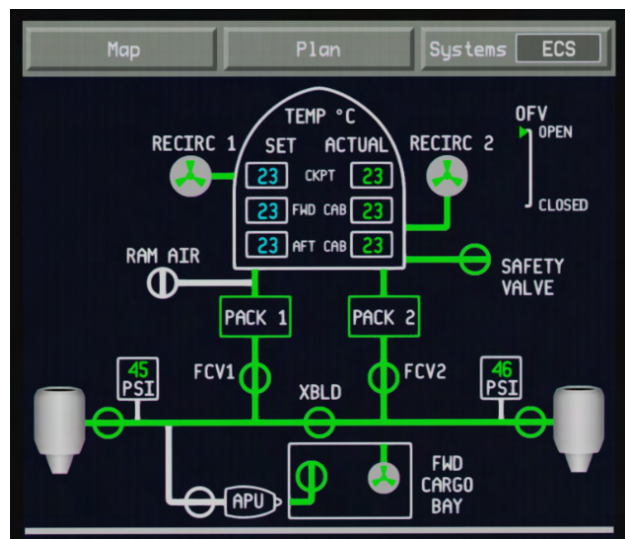 Map Plan Systems ECS
TEMP °C
OFV
OPEN
RECIRC 1 SET ACTUAL RECIRC 2
23 CKPT 23
23 FWD CAB 23
CLOSED
23 AFT CAB 23
RAM AIR
SAFETY
VALVE
PACK 1 PACK 2
45
PSI
FCV1
FCV2
46
PSI
XBLD
FWD
CARGO
BAY
APU